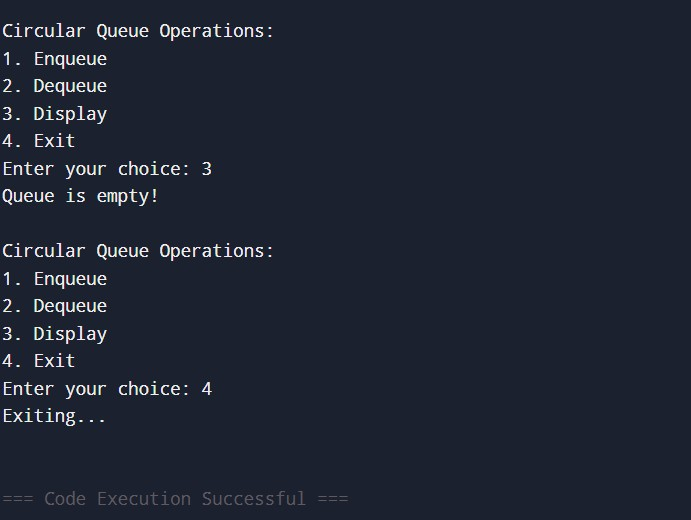 Circular Queue Operations:
1. Enqueue
2. Dequeue
3. Display
4. Exit
Enter your choice: 3
Queue is empty!
Circular Queue Operations:
1. Enqueue
2. Dequeue
3. Display
4. Exit
Enter your choice: 4
Exiting...
=== Code Execution Successful ===